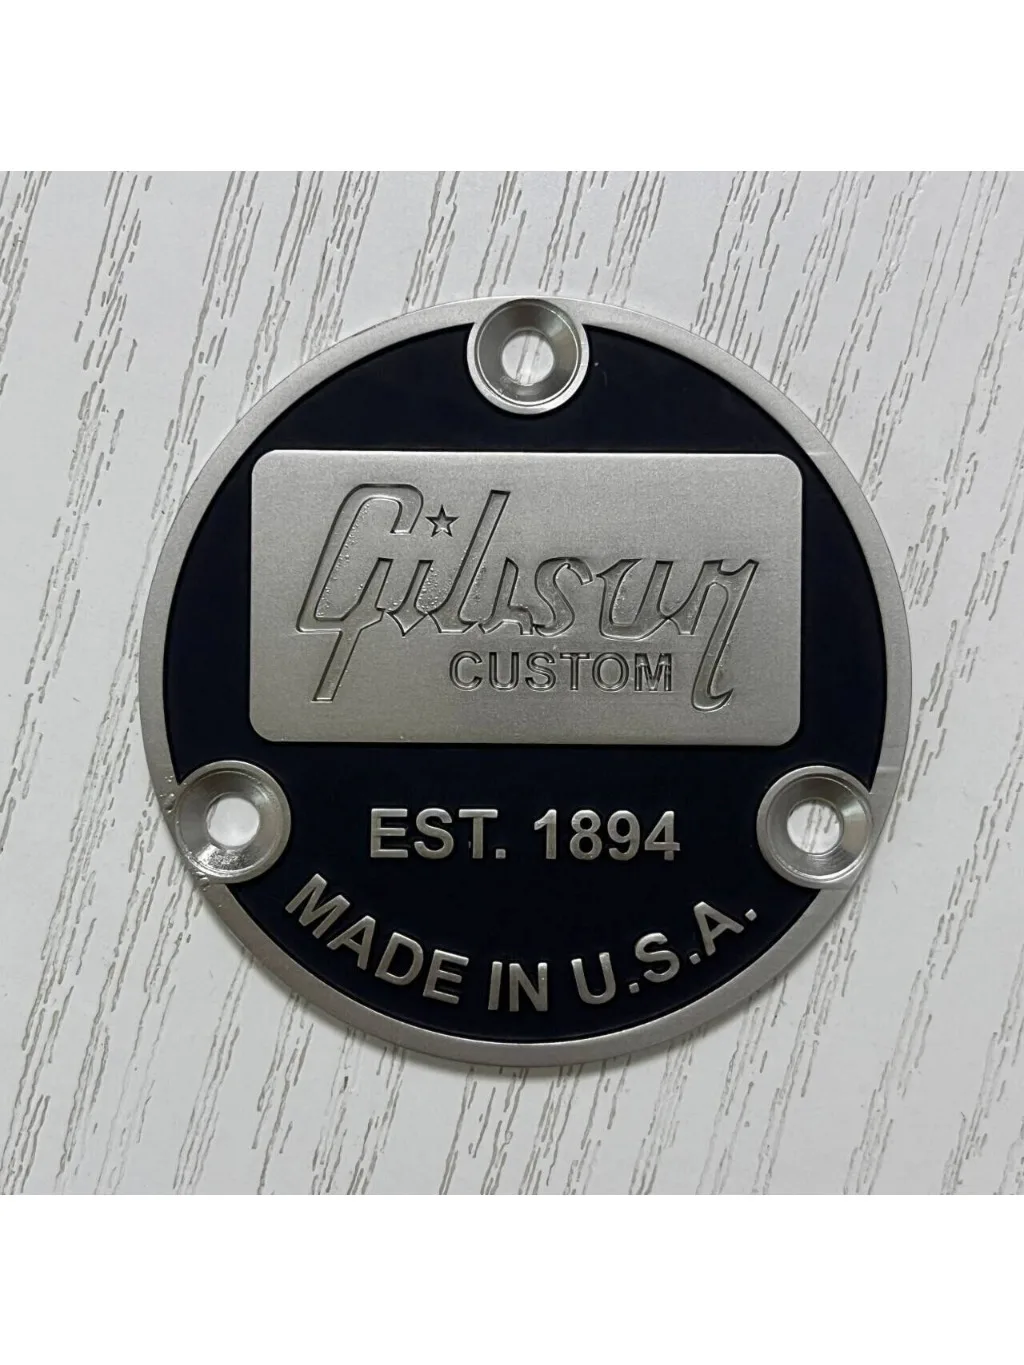 Gibson
CUSTOM
EST. 1894
MADE IN U.S.A.